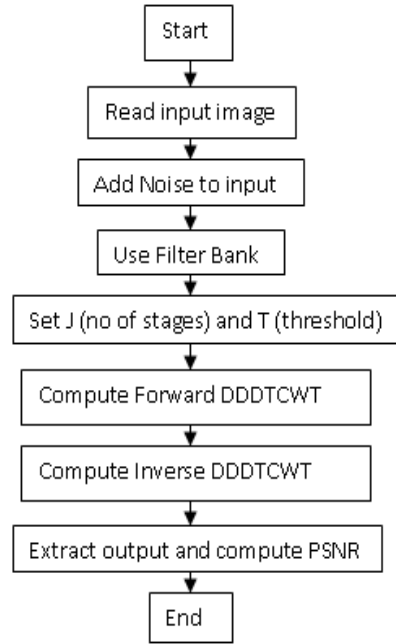 Start
Read input image
Add Noise to input
Use Filter Bank
Set J (no of stages) and T (threshold)
Compute Forward DDDTCWT
Compute Inverse DDDTCWT
Extract output and compute PSNR
End